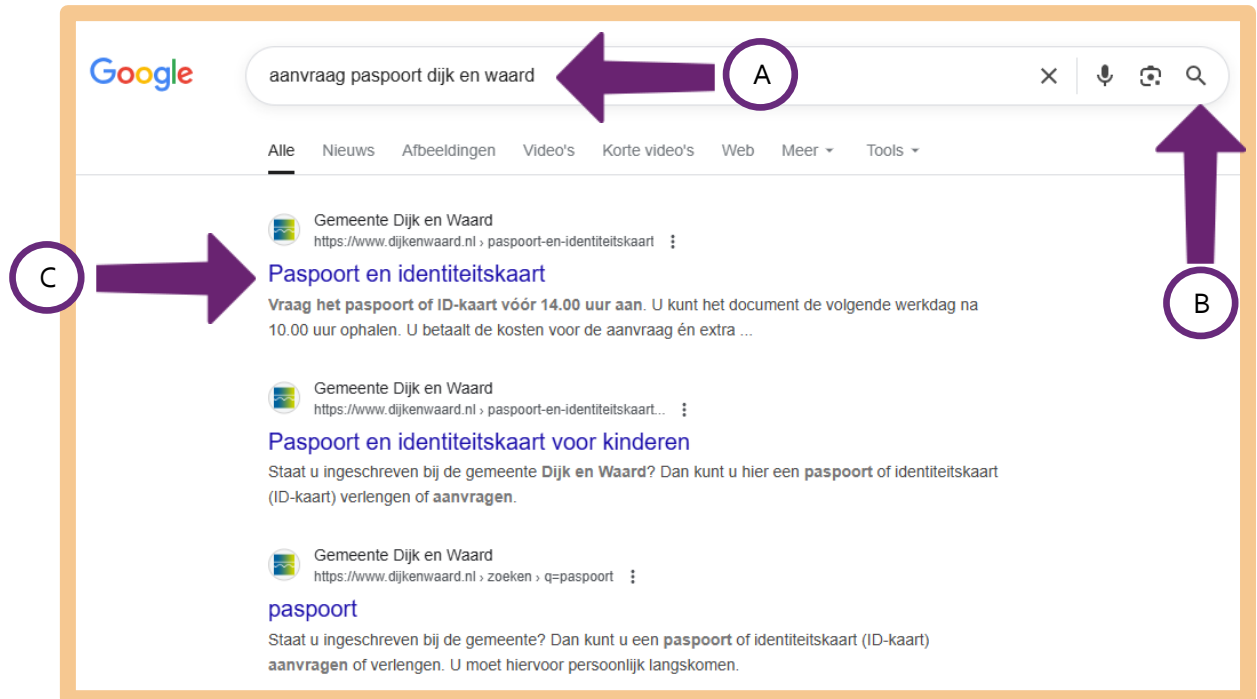 Google
aanvraag paspoort dijk en waard
A
Alle Nieuws Afbeeldingen Video's Korte video's Web Meer Tools
Gemeente Dijk en Waard
https://www.dijkenwaard.nl › paspoort-en-identiteitskaart
C
Paspoort en identiteitskaart
B
Vraag het paspoort of ID-kaart vóór 14.00 uur aan. U kunt het document de volgende werkdag na
10.00 uur ophalen. U betaalt de kosten voor de aanvraag én extra ...
Gemeente Dijk en Waard
https://www.dijkenwaard.nl › paspoort-en-identiteitskaart...
Paspoort en identiteitskaart voor kinderen
Staat u ingeschreven bij de gemeente Dijk en Waard? Dan kunt u hier een paspoort of identiteitskaart
(ID-kaart) verlengen of aanvragen.
Gemeente Dijk en Waard
https://www.dijkenwaard.nl › zoeken › q=paspoort
paspoort
Staat u ingeschreven bij de gemeente? Dan kunt u een paspoort of identiteitskaart (ID-kaart)
aanvragen of verlengen. U moet hiervoor persoonlijk langskomen.